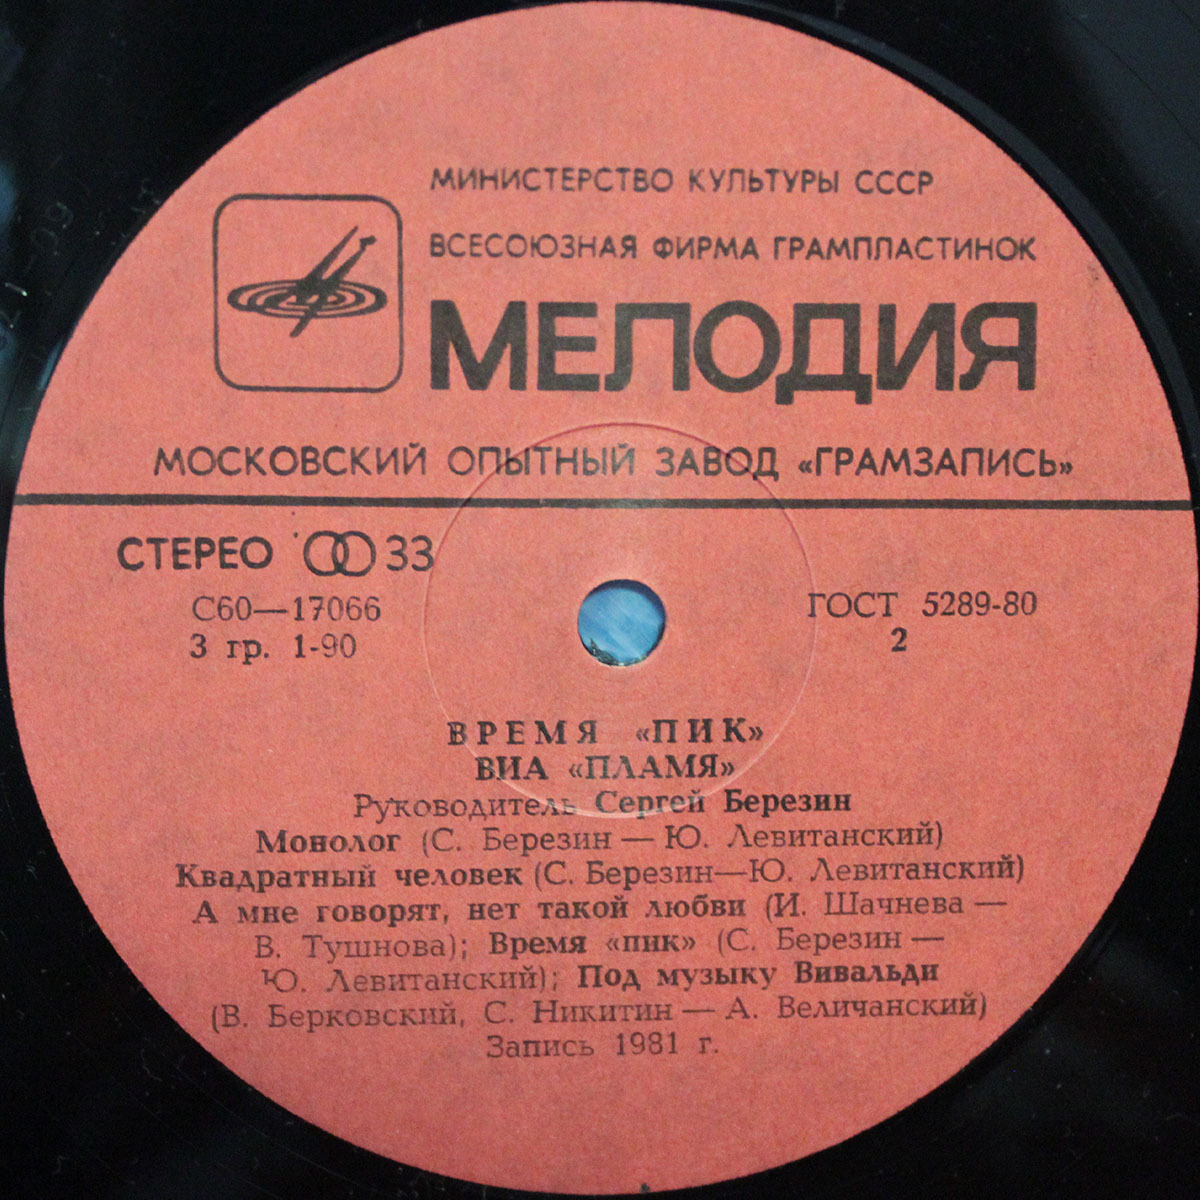 МИНИСТЕРСТВО КУЛЬТУРЫ СССР
ВСЕСОЮЗНАЯ ФИРМА ГРАМПЛАСТИНОК
МЕЛОДИЯ
МОСКОВСКИЙ ОПЫТНЫЙ ЗАВОД «ГРАМЗАПИСЬ»
СТЕРЕО 33
С60—17066
3 гр. 1-90
ГОСТ 5289-80
2
ВРЕМЯ «ПИК»
ВИА «ПЛАМЯ»
Руководитель Сергей Березин
Монолог (С. Березин — Ю. Левитанский)
Квадратный человек (С. Березин—Ю. Левитанский)
А мне говорят, нет такой любви (И. Шачнева —
В. Тушнова); Время «пик» (С. Березин —
Ю. Левитанский); Под музыку Вивальди
(В. Берковский, С. Никитин — А. Величанский)
Запись 1981 г.